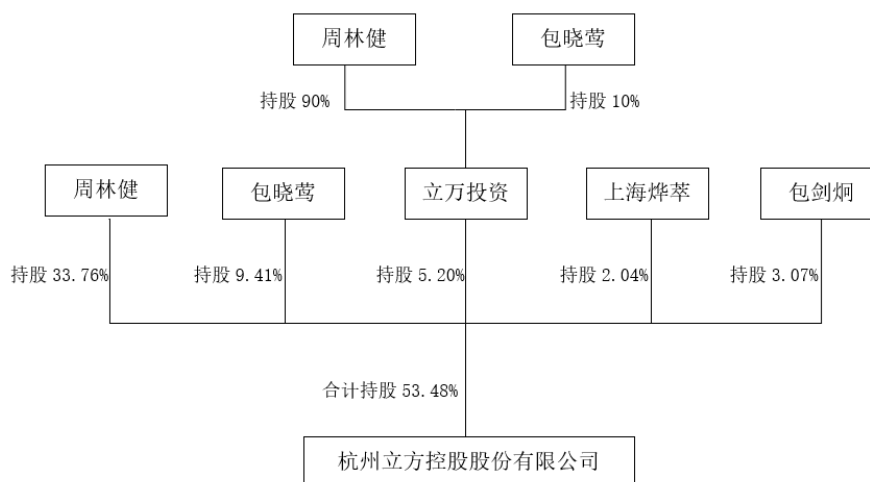 周林健
包晓莺
持股 90%
持股 10%
周林健
包晓莺
立万投资
上海烨萃
包剑炯
持股 33.76%
持股 9.41%
持股 5.20%
持股 2.04%
持股 3.07%
合计持股 53.48%
杭州立方控股股份有限公司